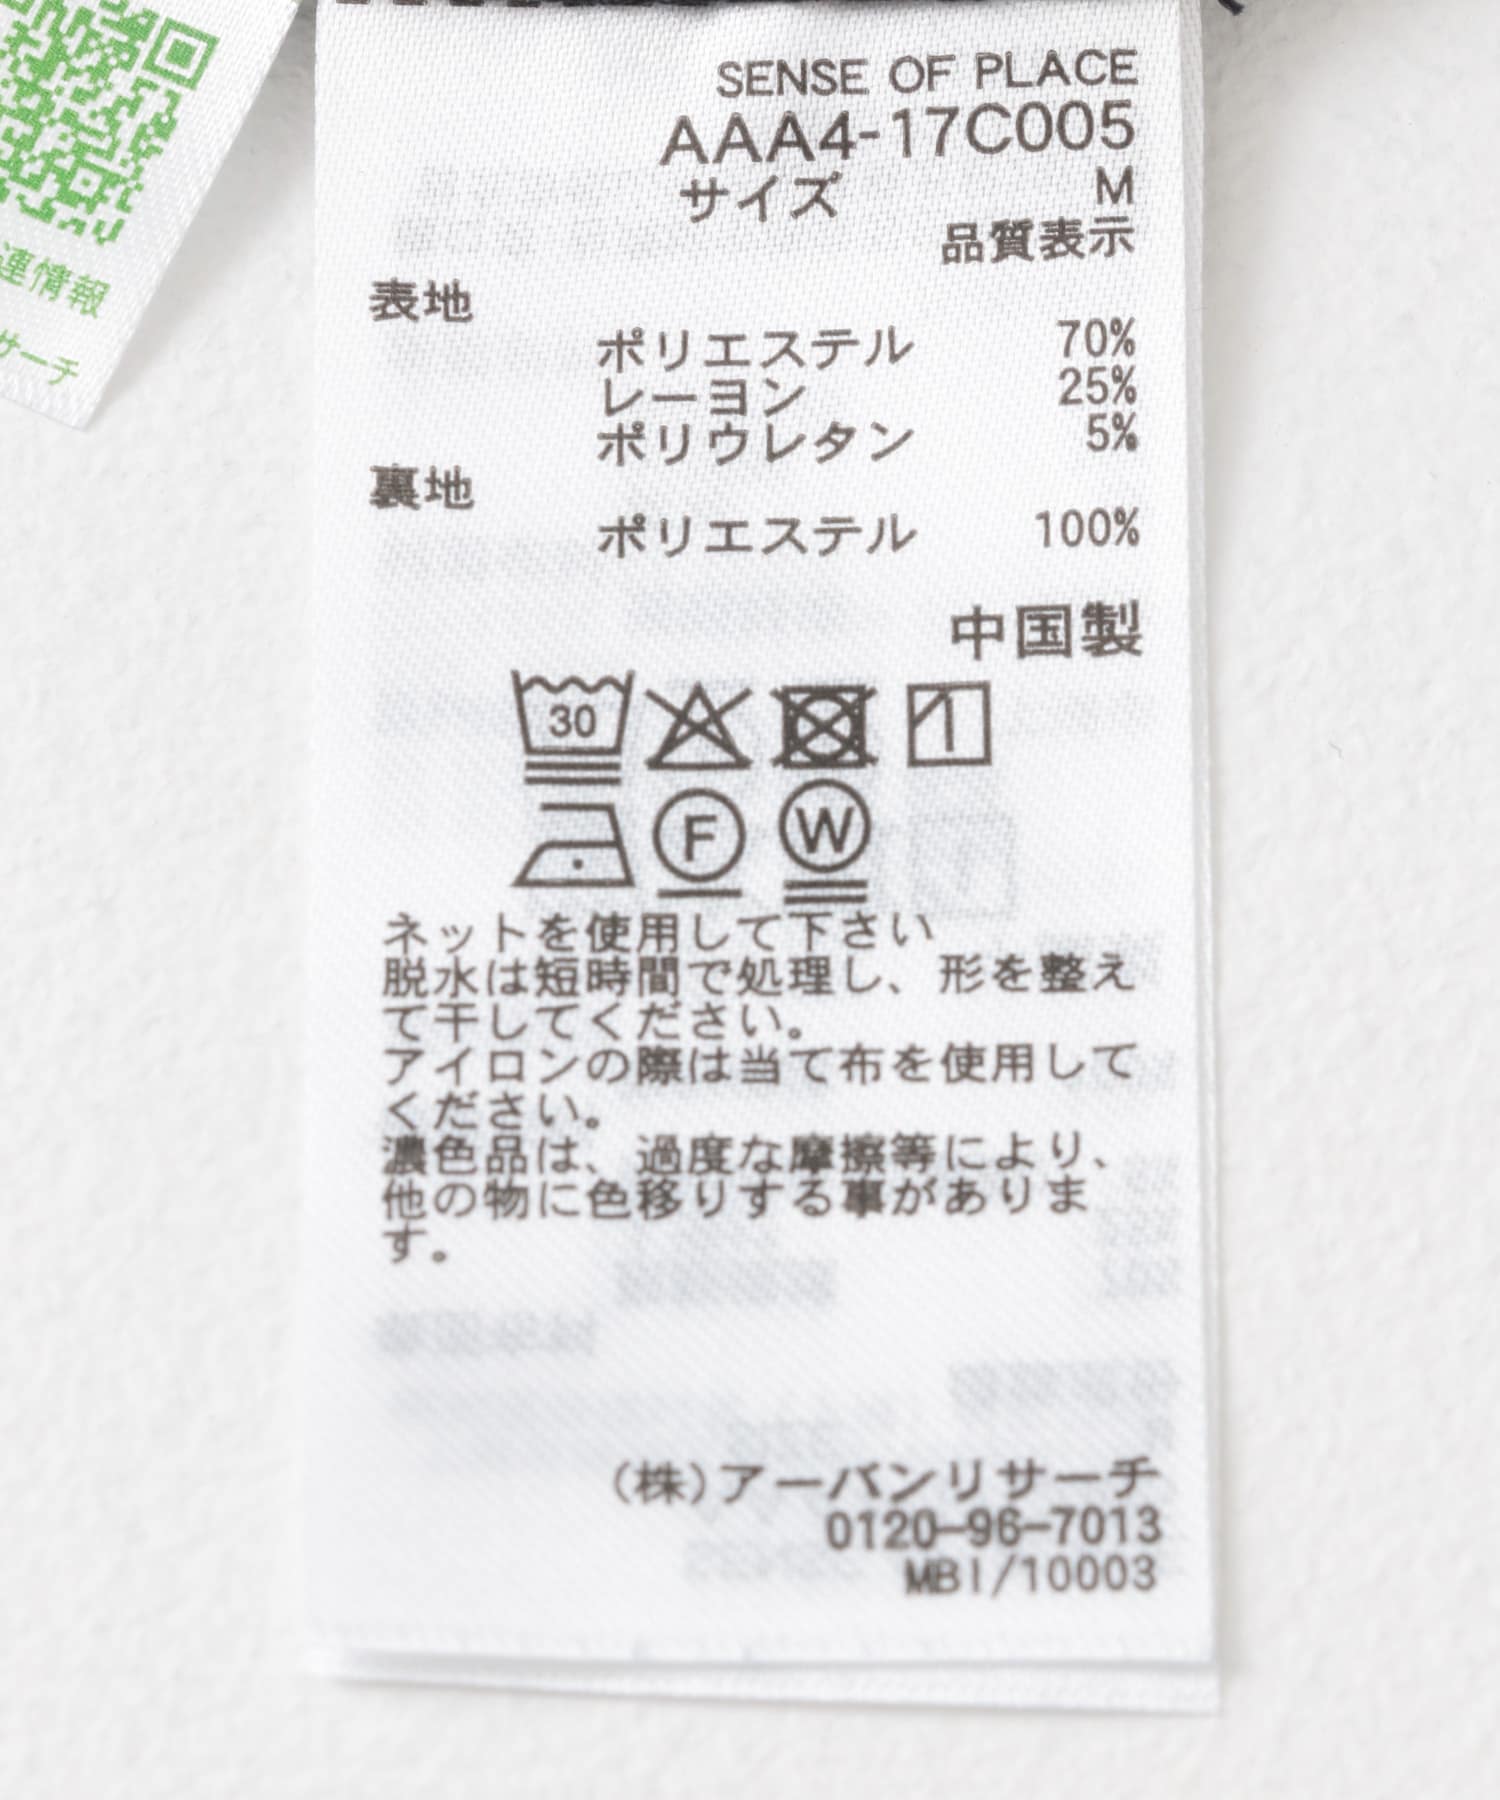 SENSE OF PLACE
AAA4-17C005
サイズ M
品質表示
表地
ポリエステル 70%
レーヨン 25%
ポリウレタン 5%
裏地
ポリエステル 100%
中国製
30
F W
ネットを使用して下さい
脱水は短時間で処理し、形を整え
て干してください。
アイロンの際は当て布を使用して
ください。
濃色品は、過度な摩擦等により、
他の物に色移りする事がありま
す。
(株)アーバンリサーチ
0120-96-7013
MBI/10003
連情報
サーチ